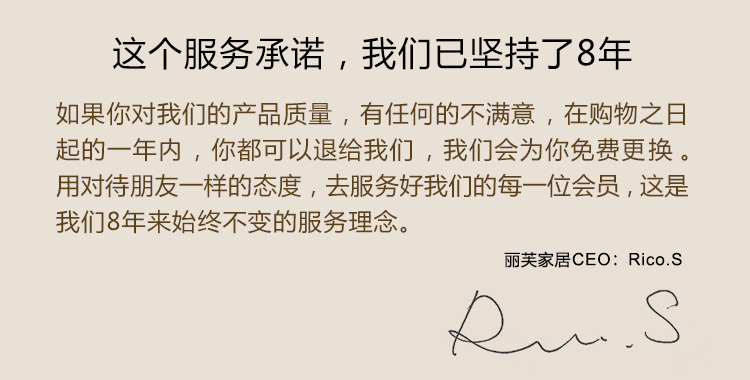 这个服务承诺，我们已坚持了8年
如果你对我们的产品质量，有任何的不满意，在购物之日
起的一年内，你都可以退给我们，我们会为你免费更换。
用对待朋友一样的态度，去服务好我们的每一位会员，这是
我们8年来始终不变的服务理念。
丽芙家居CEO：Rico.S
R....S